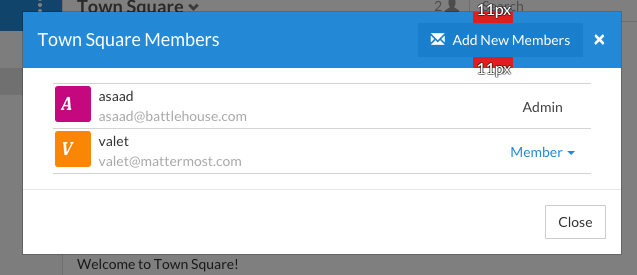 Town Square
2
Search
11px
Town Square Members
Add New Members
×
11px
A
asaad
asaad@battlehouse.com
Admin
V
valet
valet@mattermost.com
Member
Close
Welcome to Town Square!